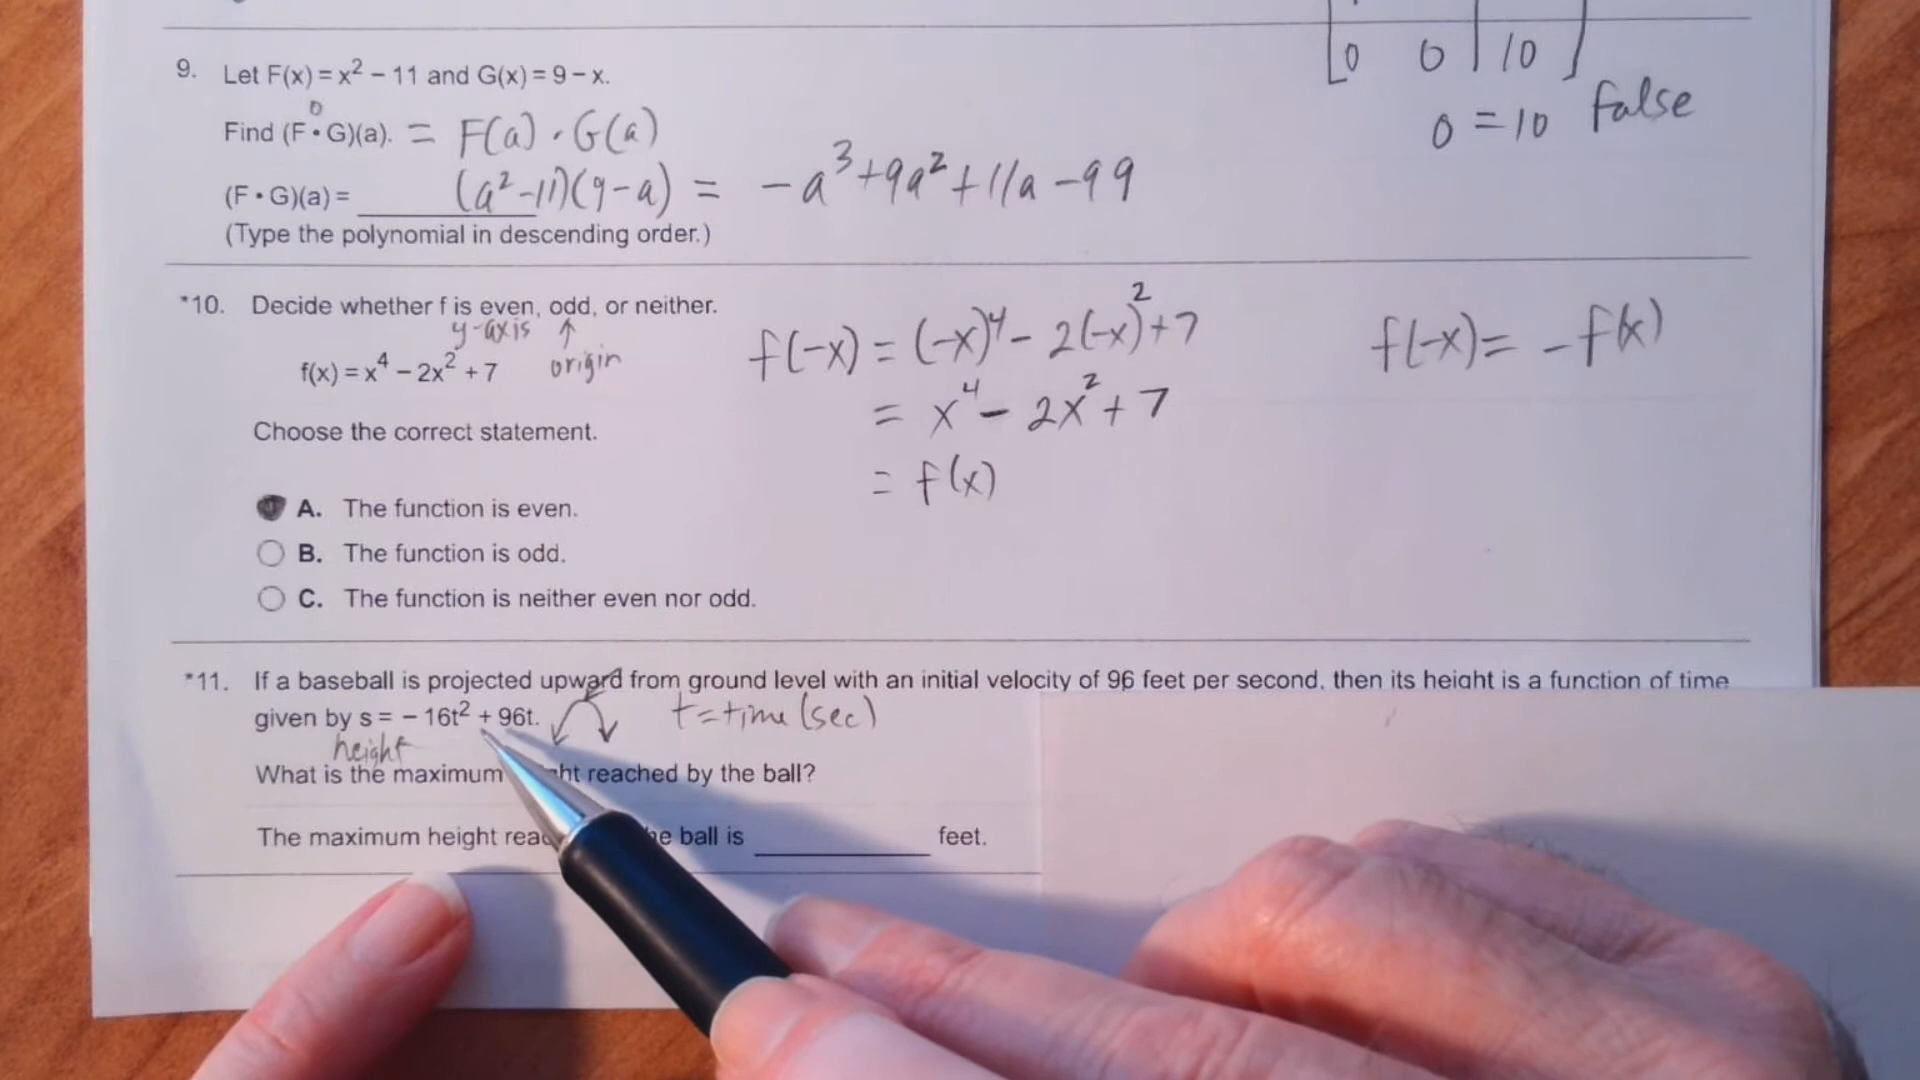 [0 0 | 10]
0 = 10 false
9. Let F(x) = x² − 11 and G(x) = 9 − x.
o
Find (F • G)(a). = F(a) · G(a)
(F • G)(a) = ________ (a²-11)(9-a) = -a³+9a²+11a-99
(Type the polynomial in descending order.)
*10. Decide whether f is even, odd, or neither.
y-axis ↑
origin
f(x) = x⁴ − 2x² + 7
f(-x) = (-x)⁴ - 2(-x)²+7
= x⁴ - 2x² + 7
= f(x)
f(-x) = -f(x)
Choose the correct statement.
A. The function is even.
B. The function is odd.
C. The function is neither even nor odd.
*11. If a baseball is projected upward from ground level with an initial velocity of 96 feet per second, then its height is a function of time
given by s = − 16t² + 96t. t = time (sec)
height
What is the maximum reached by the ball?
The maximum height ball is ________ feet.